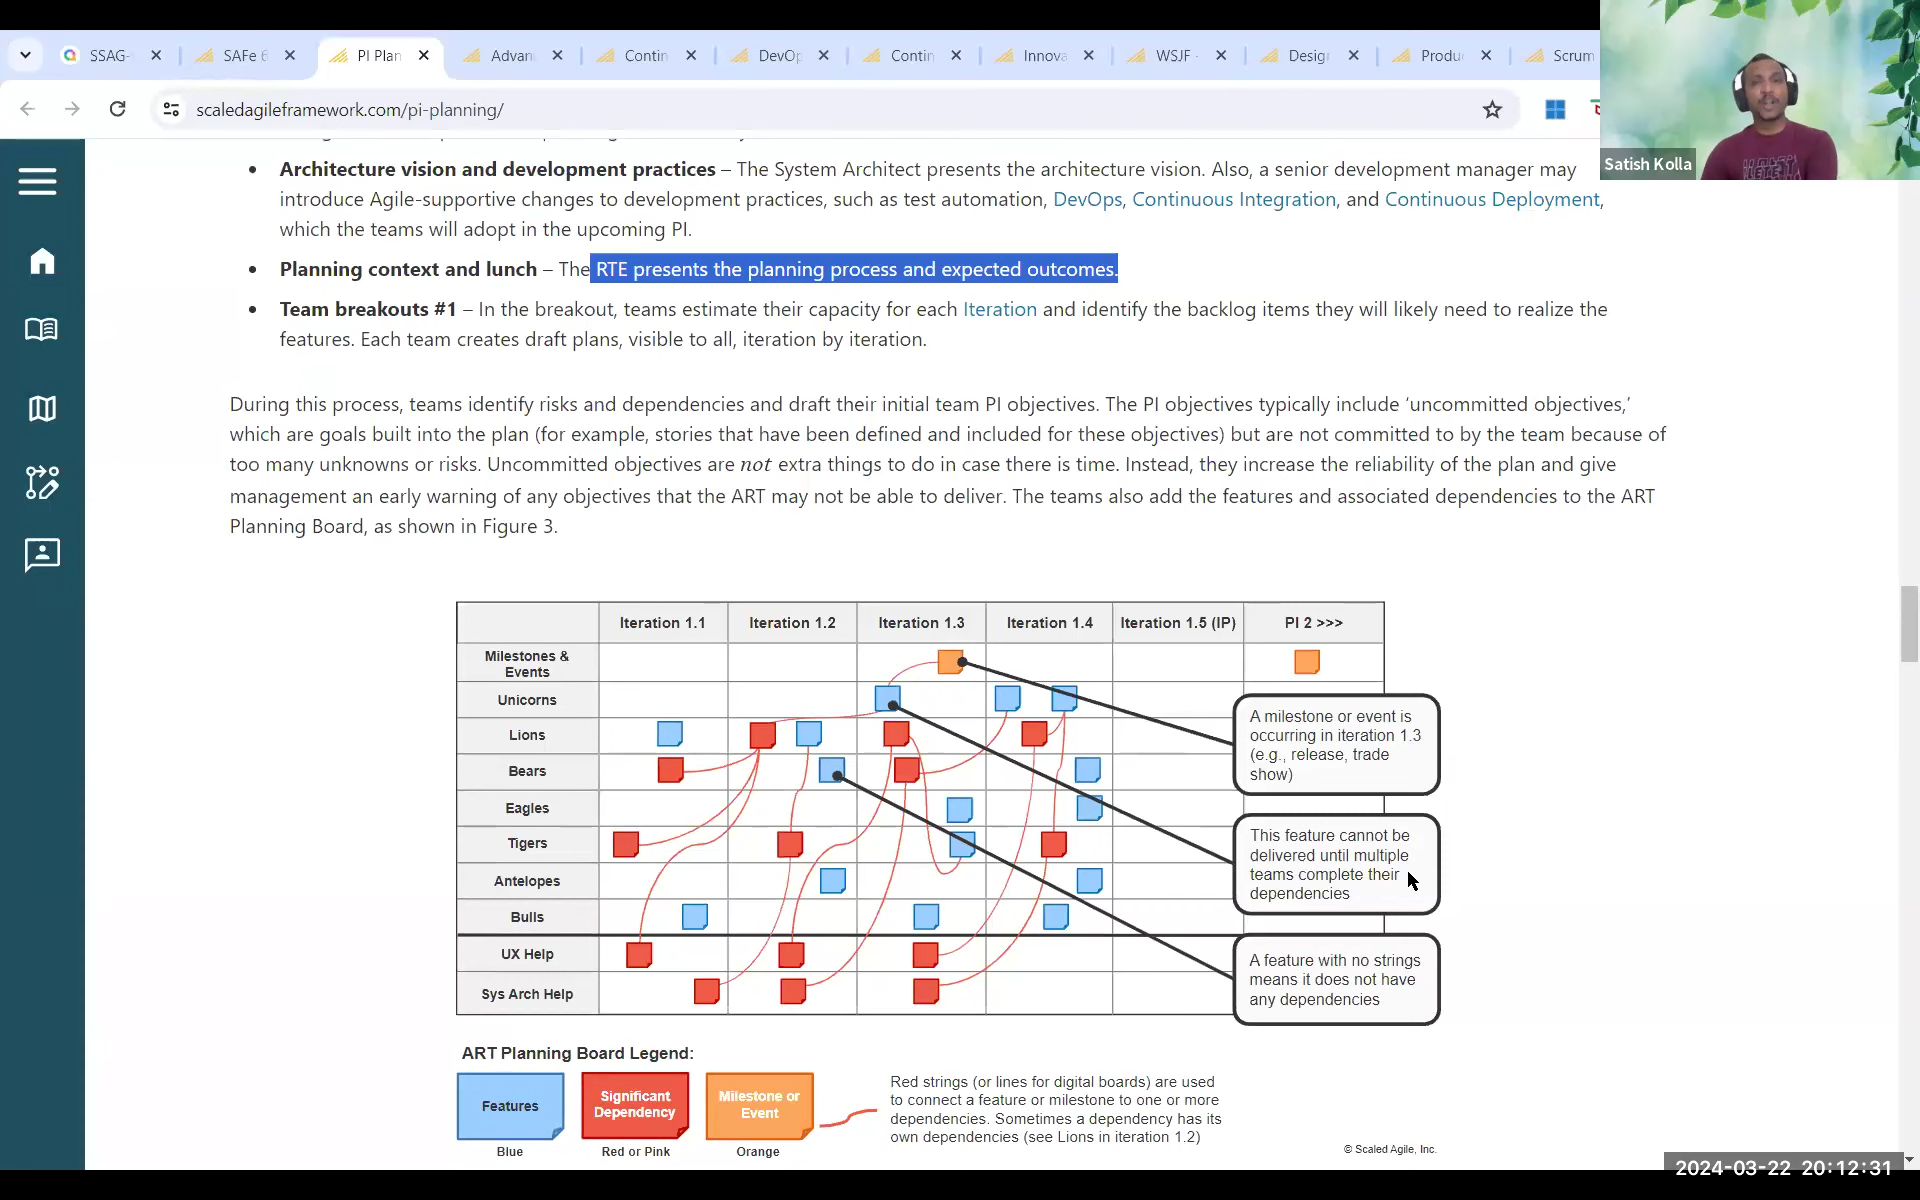 SSAG-
SAFe 6
PI Plan
Advan
Contin
DevOp
Contin
Innova
WSJF -
Design
Produc
Scrum
scaledagileframework.com/pi-planning/
Satish Kolla
• Architecture vision and development practices – The System Architect presents the architecture vision. Also, a senior development manager may
introduce Agile-supportive changes to development practices, such as test automation, DevOps, Continuous Integration, and Continuous Deployment,
which the teams will adopt in the upcoming PI.
• Planning context and lunch – The RTE presents the planning process and expected outcomes.
• Team breakouts #1 – In the breakout, teams estimate their capacity for each Iteration and identify the backlog items they will likely need to realize the
features. Each team creates draft plans, visible to all, iteration by iteration.
During this process, teams identify risks and dependencies and draft their initial team PI objectives. The PI objectives typically include ‘uncommitted objectives,’
which are goals built into the plan (for example, stories that have been defined and included for these objectives) but are not committed to by the team because of
too many unknowns or risks. Uncommitted objectives are not extra things to do in case there is time. Instead, they increase the reliability of the plan and give
management an early warning of any objectives that the ART may not be able to deliver. The teams also add the features and associated dependencies to the ART
Planning Board, as shown in Figure 3.
Iteration 1.1 Iteration 1.2 Iteration 1.3 Iteration 1.4 Iteration 1.5 (IP) PI 2 >>>
Milestones &
Events
Unicorns
Lions
Bears
Eagles
Tigers
Antelopes
Bulls
UX Help
Sys Arch Help
A milestone or event is
occurring in iteration 1.3
(e.g., release, trade
show)
This feature cannot be
delivered until multiple
teams complete their
dependencies
A feature with no strings
means it does not have
any dependencies
ART Planning Board Legend:
Features
Blue
Significant
Dependency
Red or Pink
Milestone or
Event
Orange
Red strings (or lines for digital boards) are used
to connect a feature or milestone to one or more
dependencies. Sometimes a dependency has its
own dependencies (see Lions in iteration 1.2)
© Scaled Agile, Inc.
2024-03-22 20:12:31